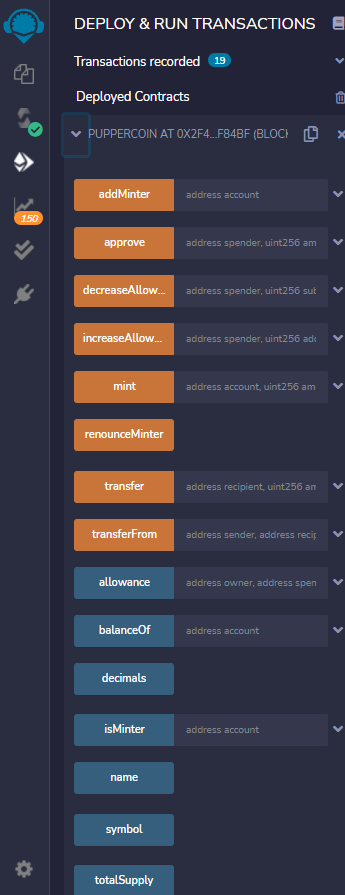 DEPLOY & RUN TRANSACTIONS
Transactions recorded 19
Deployed Contracts
PUPPERCOIN AT 0X2F4...F84BF (BLOCK
addMinter address account
150
approve address spender, uint256 am
decreaseAllow... address spender, uint256 sub
increaseAllow... address spender, uint256 add
mint address account, uint256 am
renounceMinter
transfer address recipient, uint256 am
transferFrom address sender, address recip
allowance address owner, address spen
balanceOf address account
decimals
isMinter address account
name
symbol
totalSupply